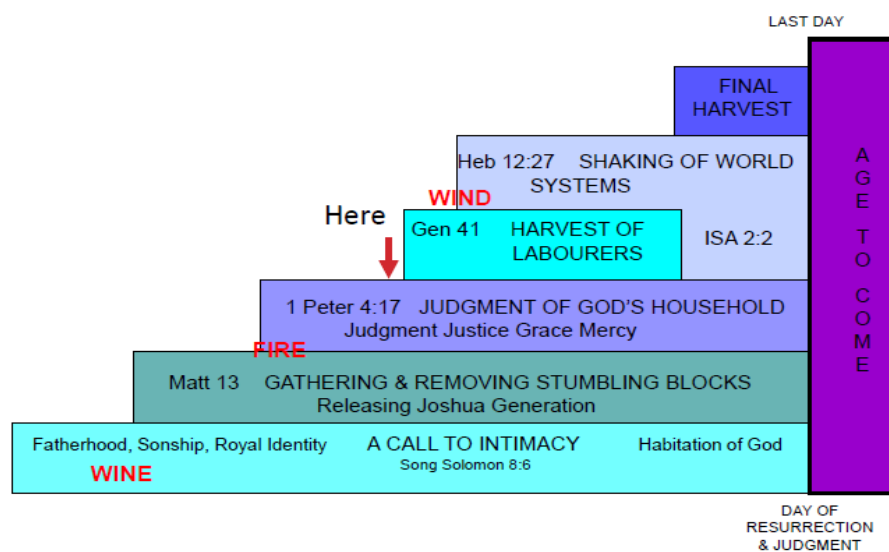 LAST DAY
FINAL
HARVEST
Heb 12:27 SHAKING OF WORLD
SYSTEMS
WIND
Here
Gen 41 HARVEST OF
LABOURERS
ISA 2:2
1 Peter 4:17 JUDGMENT OF GOD'S HOUSEHOLD
Judgment Justice Grace Mercy
FIRE
Matt 13 GATHERING & REMOVING STUMBLING BLOCKS
Releasing Joshua Generation
Fatherhood, Sonship, Royal Identity A CALL TO INTIMACY Habitation of God
Song Solomon 8:6
WINE
AGE TO COME
DAY OF
RESURRECTION
& JUDGMENT